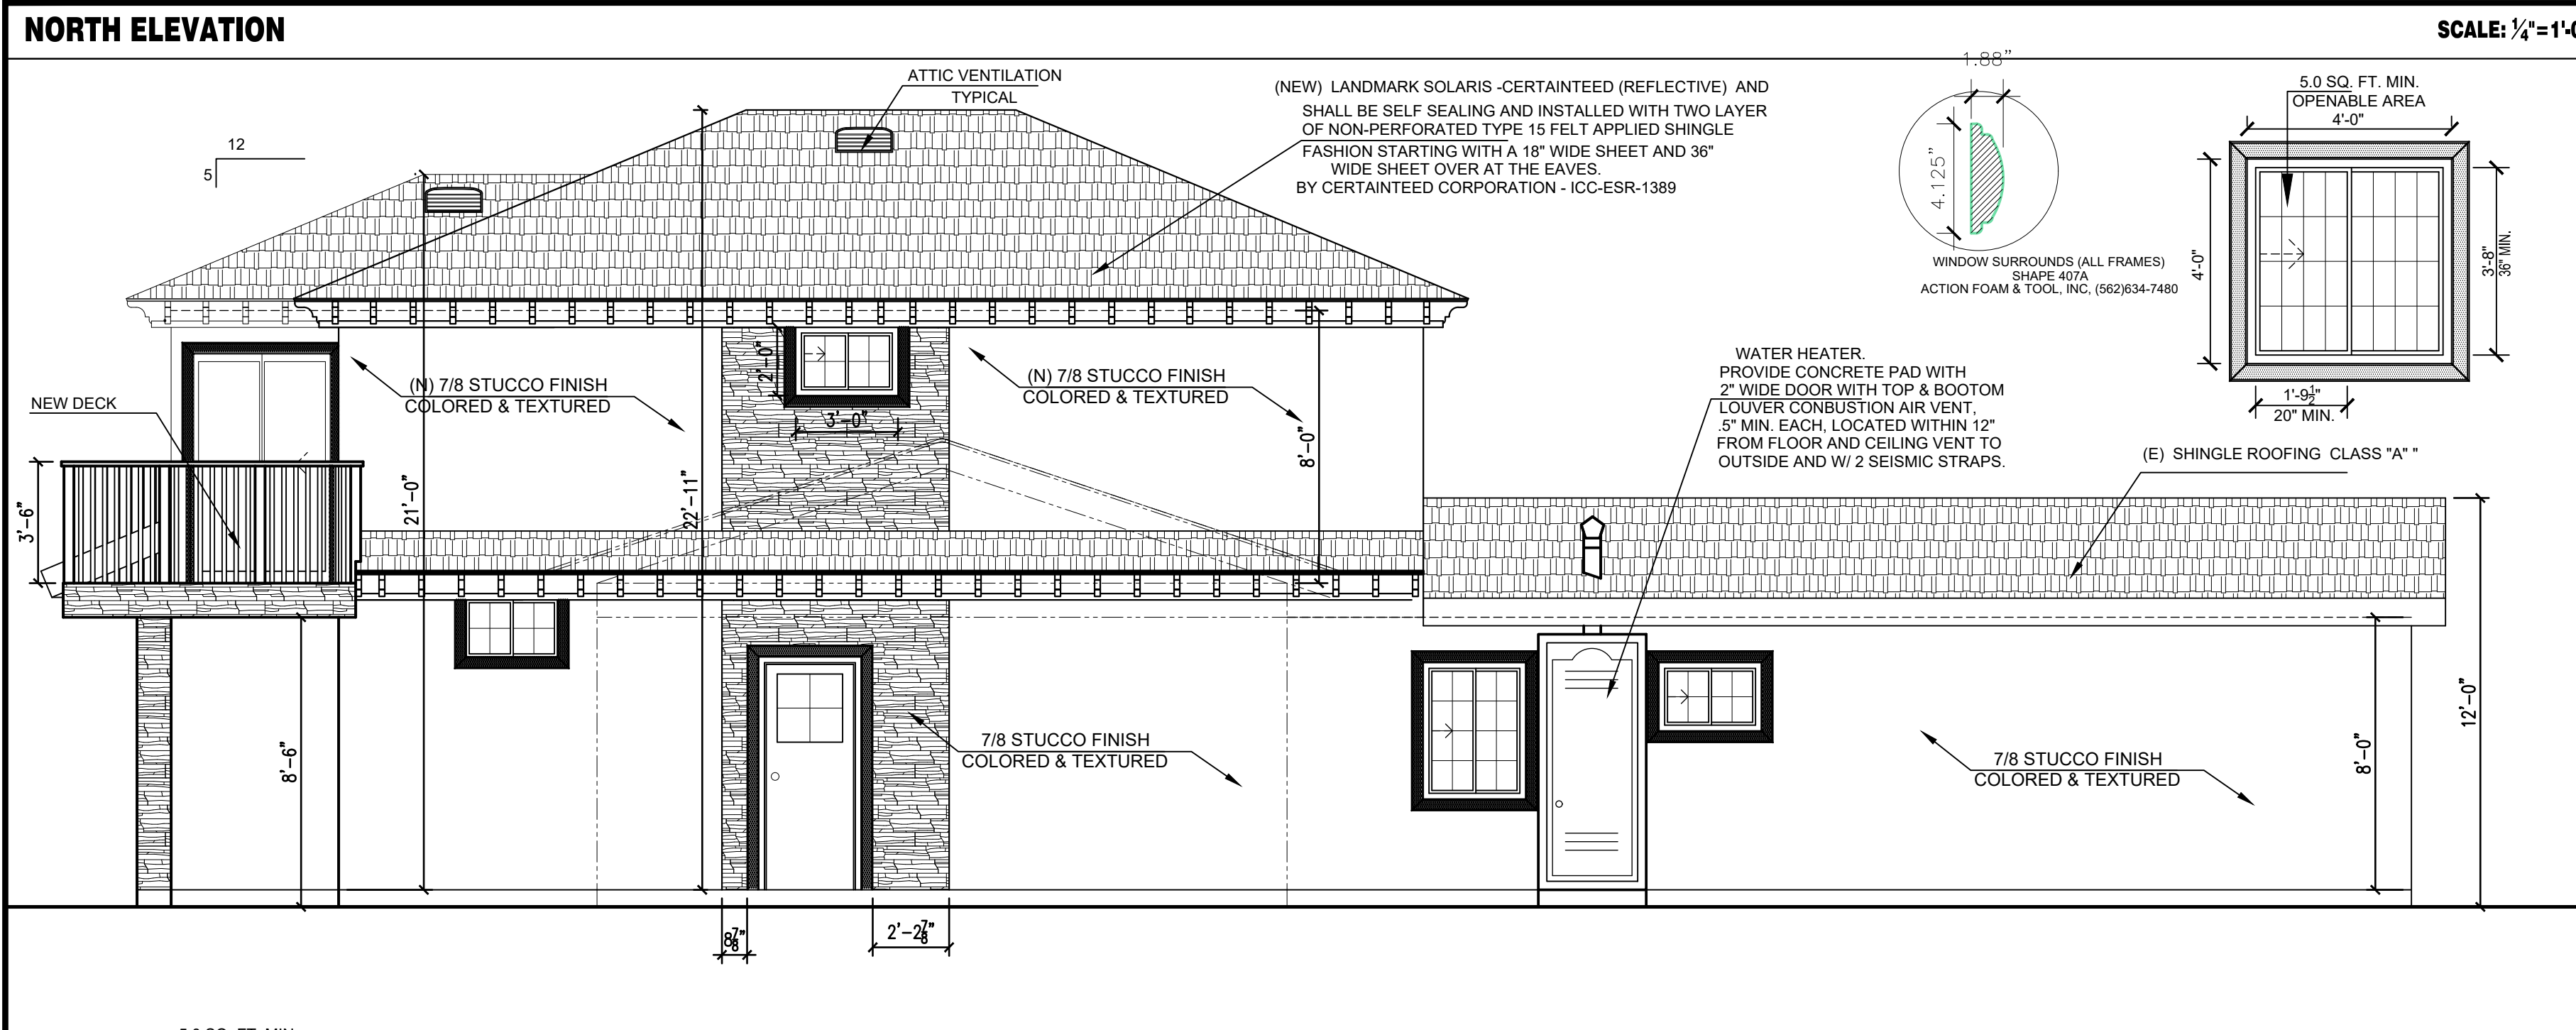 NORTH ELEVATION
SCALE: ¼"=1'-0
ATTIC VENTILATION
TYPICAL
(NEW) LANDMARK SOLARIS -CERTAINTEED (REFLECTIVE) AND
SHALL BE SELF SEALING AND INSTALLED WITH TWO LAYER
OF NON-PERFORATED TYPE 15 FELT APPLIED SHINGLE
FASHION STARTING WITH A 18" WIDE SHEET AND 36"
WIDE SHEET OVER AT THE EAVES.
BY CERTAINTEED CORPORATION - ICC-ESR-1389
12
5
1.88"
4.125"
WINDOW SURROUNDS (ALL FRAMES)
SHAPE 407A
ACTION FOAM & TOOL, INC, (562)634-7480
5.0 SQ. FT. MIN.
OPENABLE AREA
4'-0"
4'-0"
3'-8"
36" MIN.
1'-9½"
20" MIN.
(N) 7/8 STUCCO FINISH
COLORED & TEXTURED
2'-0"
3'-0"
(N) 7/8 STUCCO FINISH
COLORED & TEXTURED
8'-0"
NEW DECK
3'-6"
21'-0"
22'-11"
WATER HEATER.
PROVIDE CONCRETE PAD WITH
2" WIDE DOOR WITH TOP & BOOTOM
LOUVER CONBUSTION AIR VENT,
.5" MIN. EACH, LOCATED WITHIN 12"
FROM FLOOR AND CEILING VENT TO
OUTSIDE AND W/ 2 SEISMIC STRAPS.
(E) SHINGLE ROOFING CLASS "A" "
8'-6"
7/8 STUCCO FINISH
COLORED & TEXTURED
7/8 STUCCO FINISH
COLORED & TEXTURED
8'-0"
12'-0"
8⅞"
2'-2⅞"